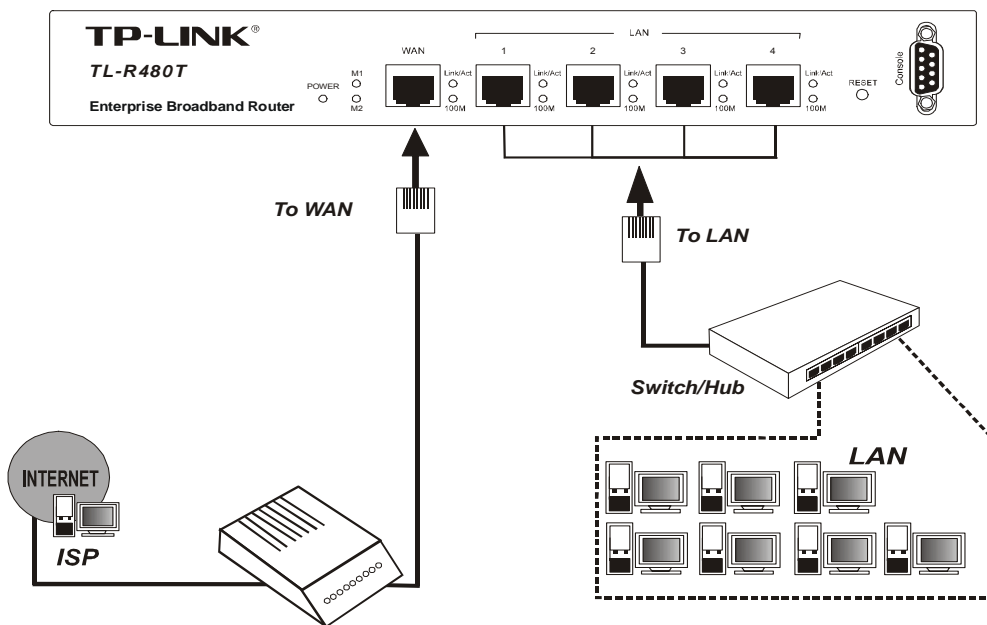 TP-LINK®
TL-R480T
Enterprise Broadband Router
POWER
M1
M2
WAN
LAN
1 2 3 4
Link/Act Link/Act Link/Act Link/Act Link/Act
100M 100M 100M 100M 100M
RESET
Console
To WAN
To LAN
Switch/Hub
LAN
INTERNET
ISP